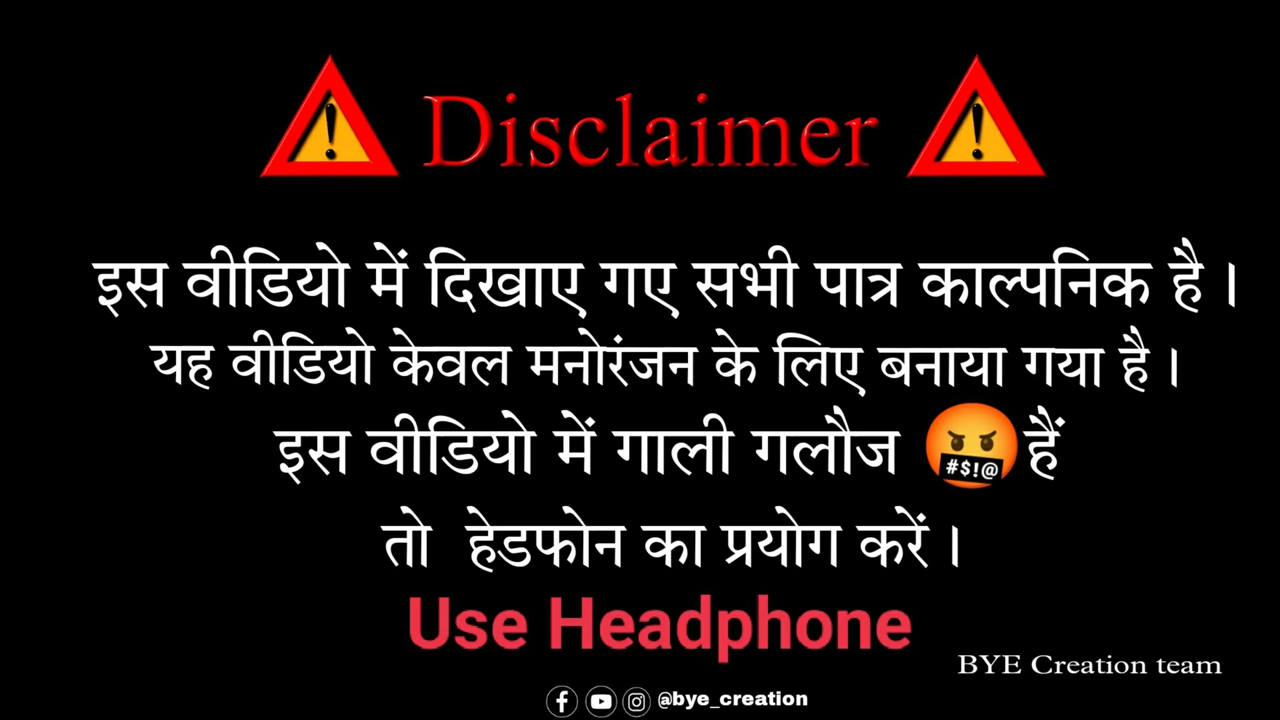 Disclaimer
इस वीडियो में दिखाए गए सभी पात्र काल्पनिक है।
यह वीडियो केवल मनोरंजन के लिए बनाया गया है।
इस वीडियो में गाली गलौज 🤬 हैं
तो हेडफोन का प्रयोग करें।
Use Headphone
BYE Creation team
@bye_creation